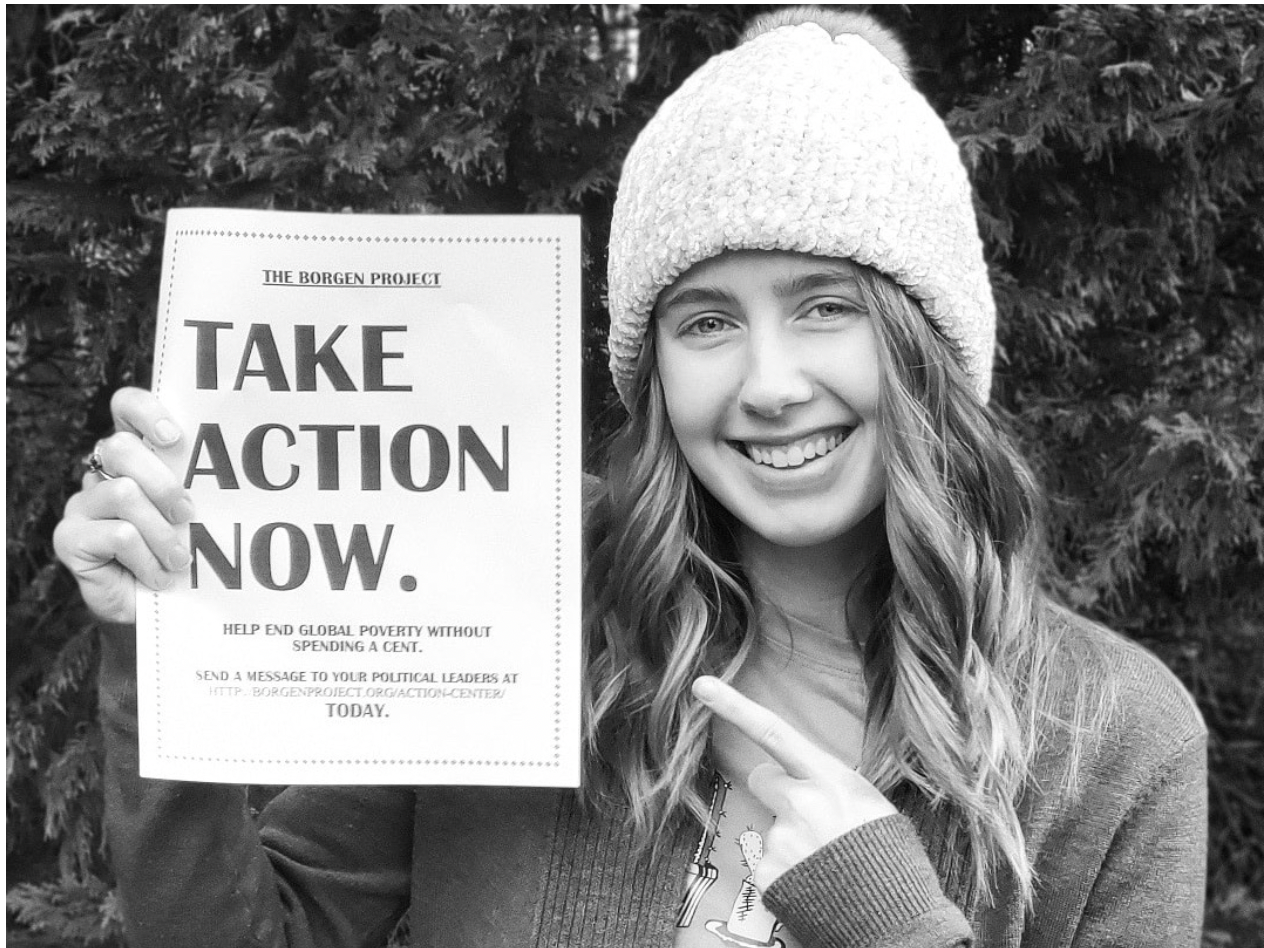 THE BORGEN PROJECT
TAKE
ACTION
NOW.
HELP END GLOBAL POVERTY WITHOUT
SPENDING A CENT.
SEND A MESSAGE TO YOUR POLITICAL LEADERS AT
HTTP://BORGENPROJECT.ORG/ACTION-CENTER/
TODAY.